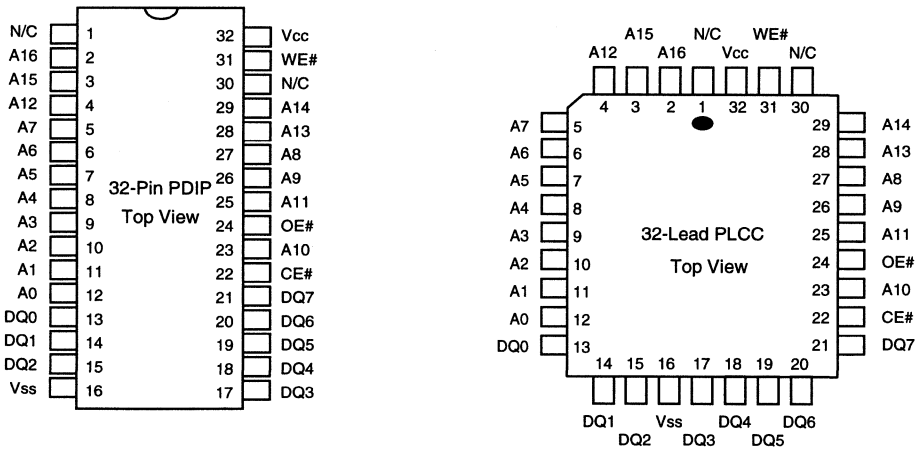 N/C 1 32 Vcc
A16 2 31 WE#
A15 3 30 N/C
A12 4 29 A14
A7 5 28 A13
A6 6 27 A8
A5 7 26 A9
A4 8 25 A11
A3 9 24 OE#
A2 10 23 A10
A1 11 22 CE#
A0 12 21 DQ7
DQ0 13 20 DQ6
DQ1 14 19 DQ5
DQ2 15 18 DQ4
Vss 16 17 DQ3
32-Pin PDIP
Top View
A15 N/C WE#
A12 A16 Vcc N/C
4 3 2 1 32 31 30
A7 5 29 A14
A6 6 28 A13
A5 7 27 A8
A4 8 26 A9
A3 9 25 A11
A2 10 24 OE#
A1 11 23 A10
A0 12 22 CE#
DQ0 13 21 DQ7
32-Lead PLCC
Top View
14 15 16 17 18 19 20
DQ1 Vss DQ4 DQ6
DQ2 DQ3 DQ5